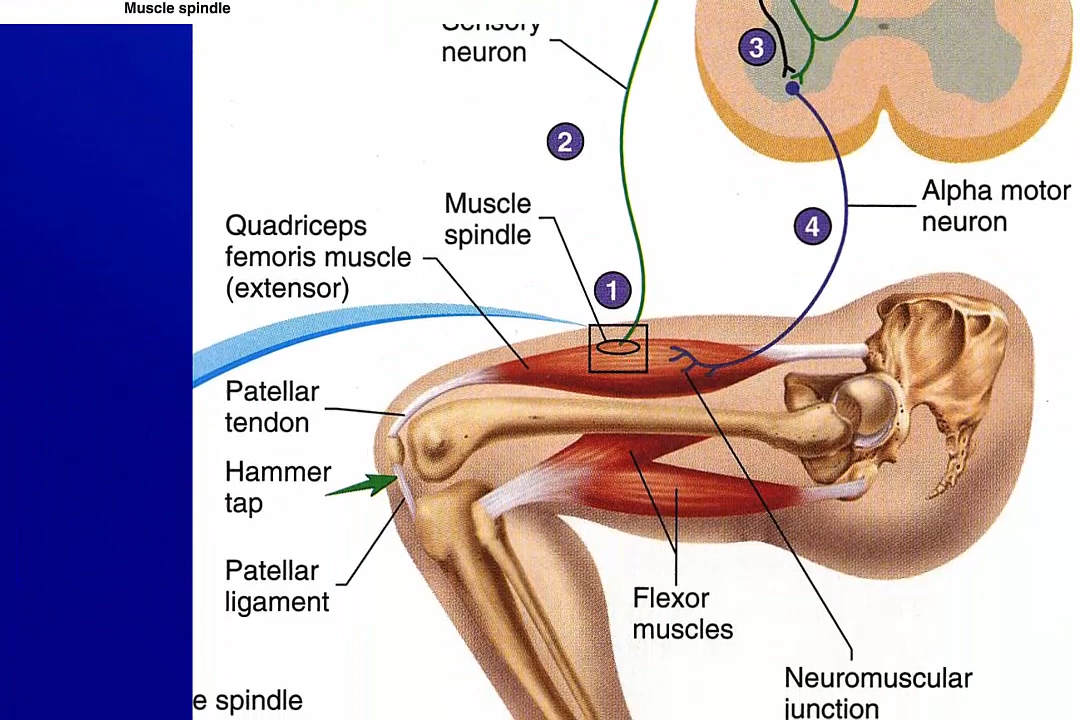 Muscle spindle
Sensory
neuron
3
2
Alpha motor
neuron
Muscle
spindle
4
Quadriceps
femoris muscle
(extensor)
1
Patellar
tendon
Hammer
tap
Patellar
ligament
Flexor
muscles
Neuromuscular
junction
e spindle